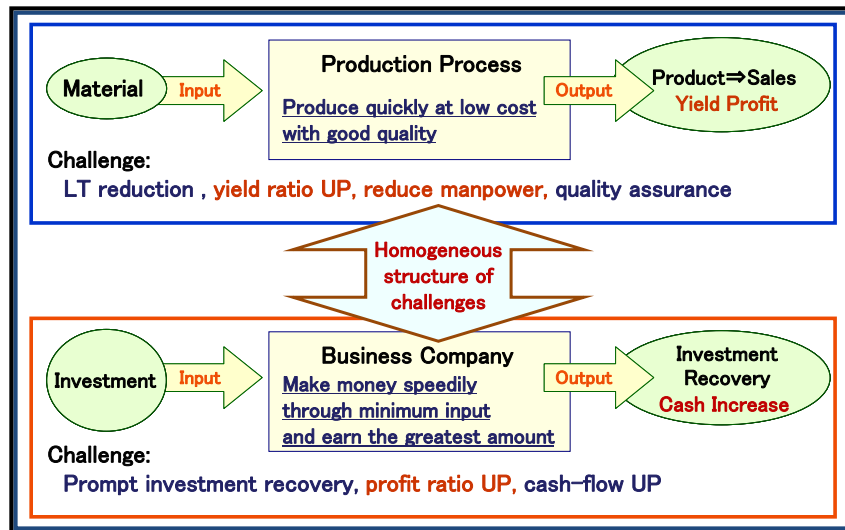 Material
Input
Production Process
Produce quickly at low cost
with good quality
Output
Product⇒Sales
Yield Profit
Challenge:
LT reduction , yield ratio UP, reduce manpower, quality assurance
Homogeneous
structure of
challenges
Investment
Input
Business Company
Make money speedily
through minimum input
and earn the greatest amount
Output
Investment
Recovery
Cash Increase
Challenge:
Prompt investment recovery, profit ratio UP, cash-flow UP